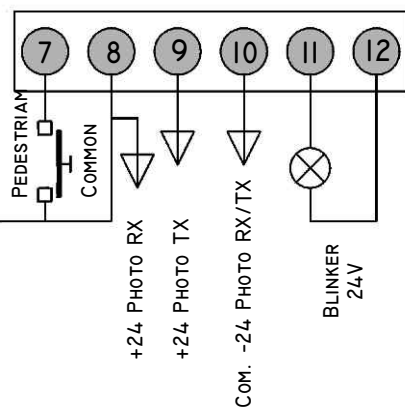 7 8 9 10 11 12
PEDESTRIAM
COMMON
+24 PHOTO RX
+24 PHOTO TX
COM. -24 PHOTO RX/TX
BLINKER
24V